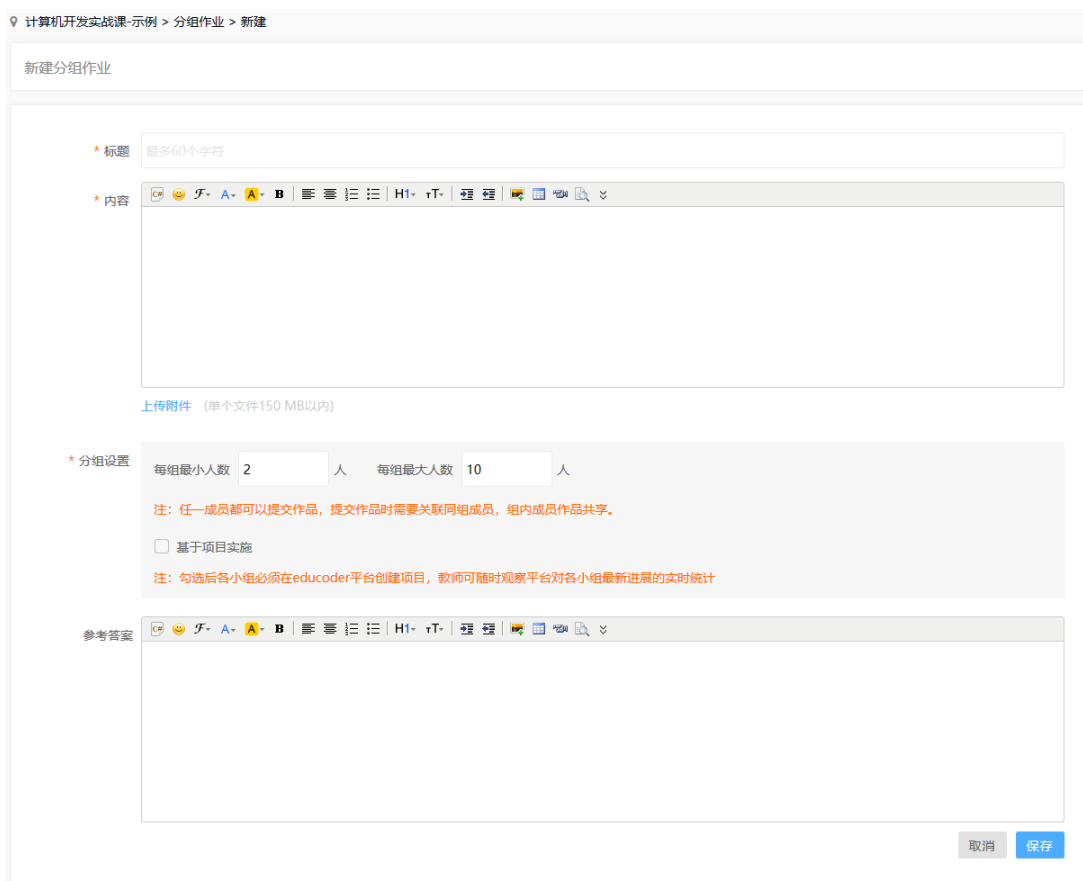 计算机开发实战课-示例 > 分组作业 > 新建
新建分组作业
* 标题 最多60个字符
* 内容 C# ℱ A A B H1 тT
上传附件 (单个文件150 MB以内)
* 分组设置 每组最小人数 2 人 每组最大人数 10 人
注：任一成员都可以提交作品，提交作品时需要关联同组成员，组内成员作品共享。
基于项目实施
注：勾选后各小组必须在educoder平台创建项目，教师可随时观察平台对各小组最新进展的实时统计
参考答案 C# ℱ A A B H1 тT
取消 保存